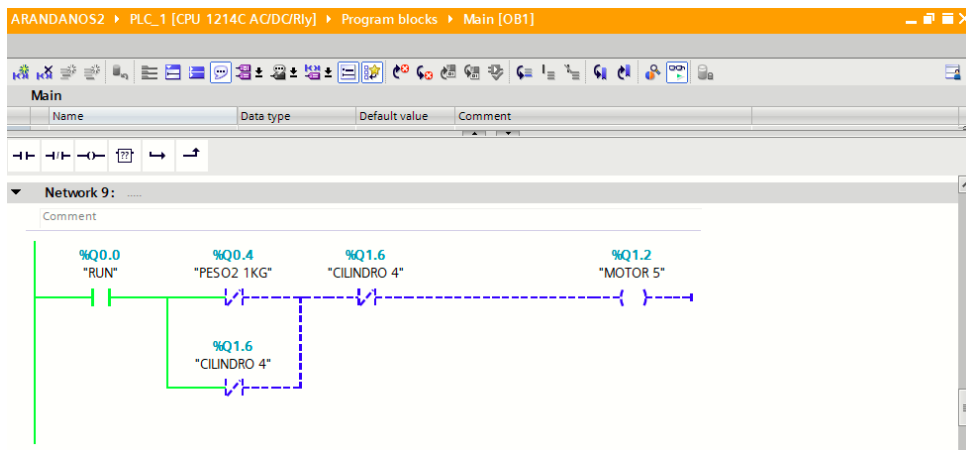 ARANDANOS2 ▸ PLC_1 [CPU 1214C AC/DC/Rly] ▸ Program blocks ▸ Main [OB1]
Main
Name Data type Default value Comment
??
Network 9: .....
Comment
%Q0.0 %Q0.4 %Q1.6 %Q1.2
"RUN" "PESO2 1KG" "CILINDRO 4" "MOTOR 5"
%Q1.6
"CILINDRO 4"